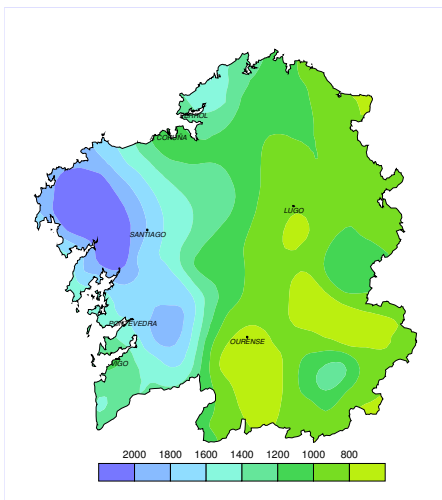 FERROL
A CORUÑA
LUGO
SANTIAGO
PONTEVEDRA
OURENSE
VIGO
2000 1800 1600 1400 1200 1000 800